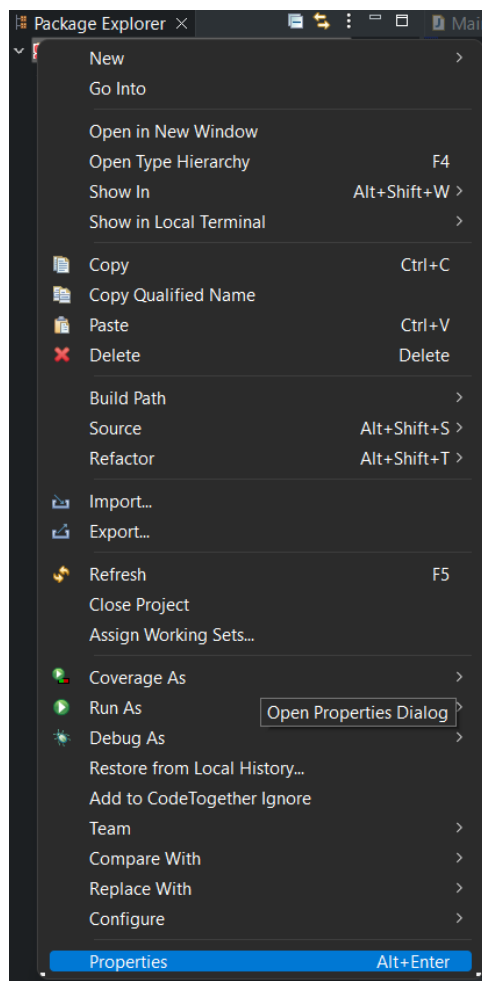 Package Explorer
Mai
New
Go Into
Open in New Window
Open Type Hierarchy F4
Show In Alt+Shift+W
Show in Local Terminal
Copy Ctrl+C
Copy Qualified Name
Paste Ctrl+V
Delete Delete
Build Path
Source Alt+Shift+S
Refactor Alt+Shift+T
Import...
Export...
Refresh F5
Close Project
Assign Working Sets...
Coverage As
Run As
Open Properties Dialog
Debug As
Restore from Local History...
Add to CodeTogether Ignore
Team
Compare With
Replace With
Configure
Properties Alt+Enter